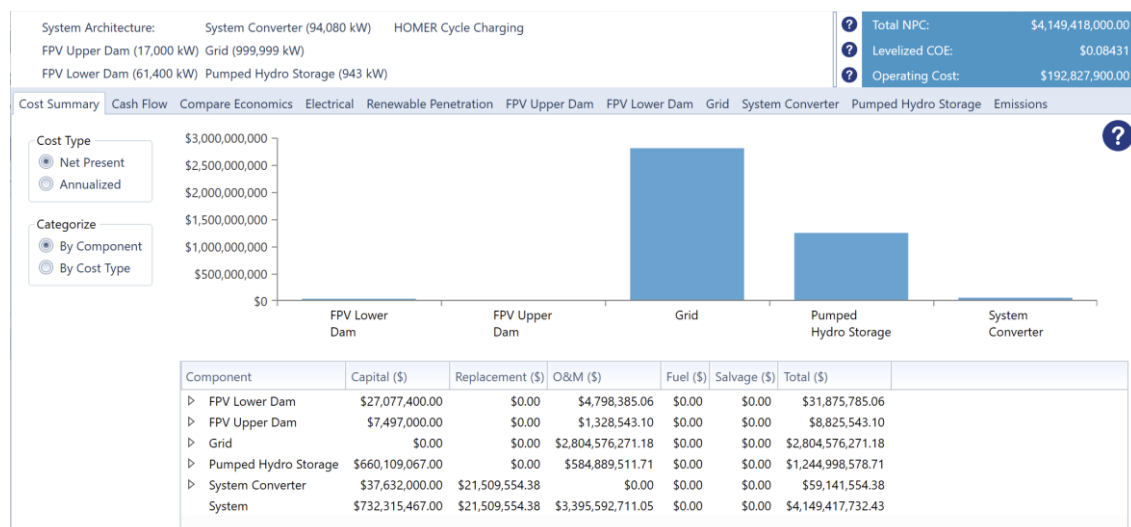 System Architecture: System Converter (94,080 kW) HOMER Cycle Charging
FPV Upper Dam (17,000 kW) Grid (999,999 kW)
FPV Lower Dam (61,400 kW) Pumped Hydro Storage (943 kW)
? Total NPC: $4,149,418,000.00
? Levelized COE: $0.08431
? Operating Cost: $192,827,900.00
Cost Summary Cash Flow Compare Economics Electrical Renewable Penetration FPV Upper Dam FPV Lower Dam Grid System Converter Pumped Hydro Storage Emissions
Cost Type
Net Present
Annualized
Categorize
By Component
By Cost Type
?
$3,000,000,000
$2,500,000,000
$2,000,000,000
$1,500,000,000
$1,000,000,000
$500,000,000
$0
FPV Lower Dam
FPV Upper Dam
Grid
Pumped Hydro Storage
System Converter
Component Capital ($) Replacement ($) O&M ($) Fuel ($) Salvage ($) Total ($)
FPV Lower Dam $27,077,400.00 $0.00 $4,798,385.06 $0.00 $0.00 $31,875,785.06
FPV Upper Dam $7,497,000.00 $0.00 $1,328,543.10 $0.00 $0.00 $8,825,543.10
Grid $0.00 $0.00 $2,804,576,271.18 $0.00 $0.00 $2,804,576,271.18
Pumped Hydro Storage $660,109,067.00 $0.00 $584,889,511.71 $0.00 $0.00 $1,244,998,578.71
System Converter $37,632,000.00 $21,509,554.38 $0.00 $0.00 $0.00 $59,141,554.38
System $732,315,467.00 $21,509,554.38 $3,395,592,711.05 $0.00 $0.00 $4,149,417,732.43